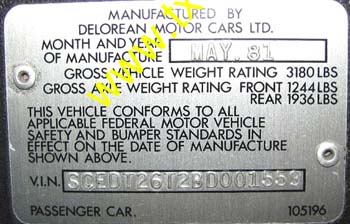 MANUFACTURED BY
DELOREAN MOTOR CARS LTD.
MONTH AND YEAR
OF MANUFACTURE MAY. 81
GROSS VEHICLE WEIGHT RATING 3180 LBS
GROSS AXLE WEIGHT RATING FRONT 1244 LBS
REAR 1936 LBS
THIS VEHICLE CONFORMS TO ALL
APPLICABLE FEDERAL MOTOR VEHICLE
SAFETY AND BUMPER STANDARDS IN
EFFECT ON THE DATE OF MANUFACTURE
SHOWN ABOVE.
V.I.N. SCEDT26T2BD001553
PASSENGER CAR. 105196